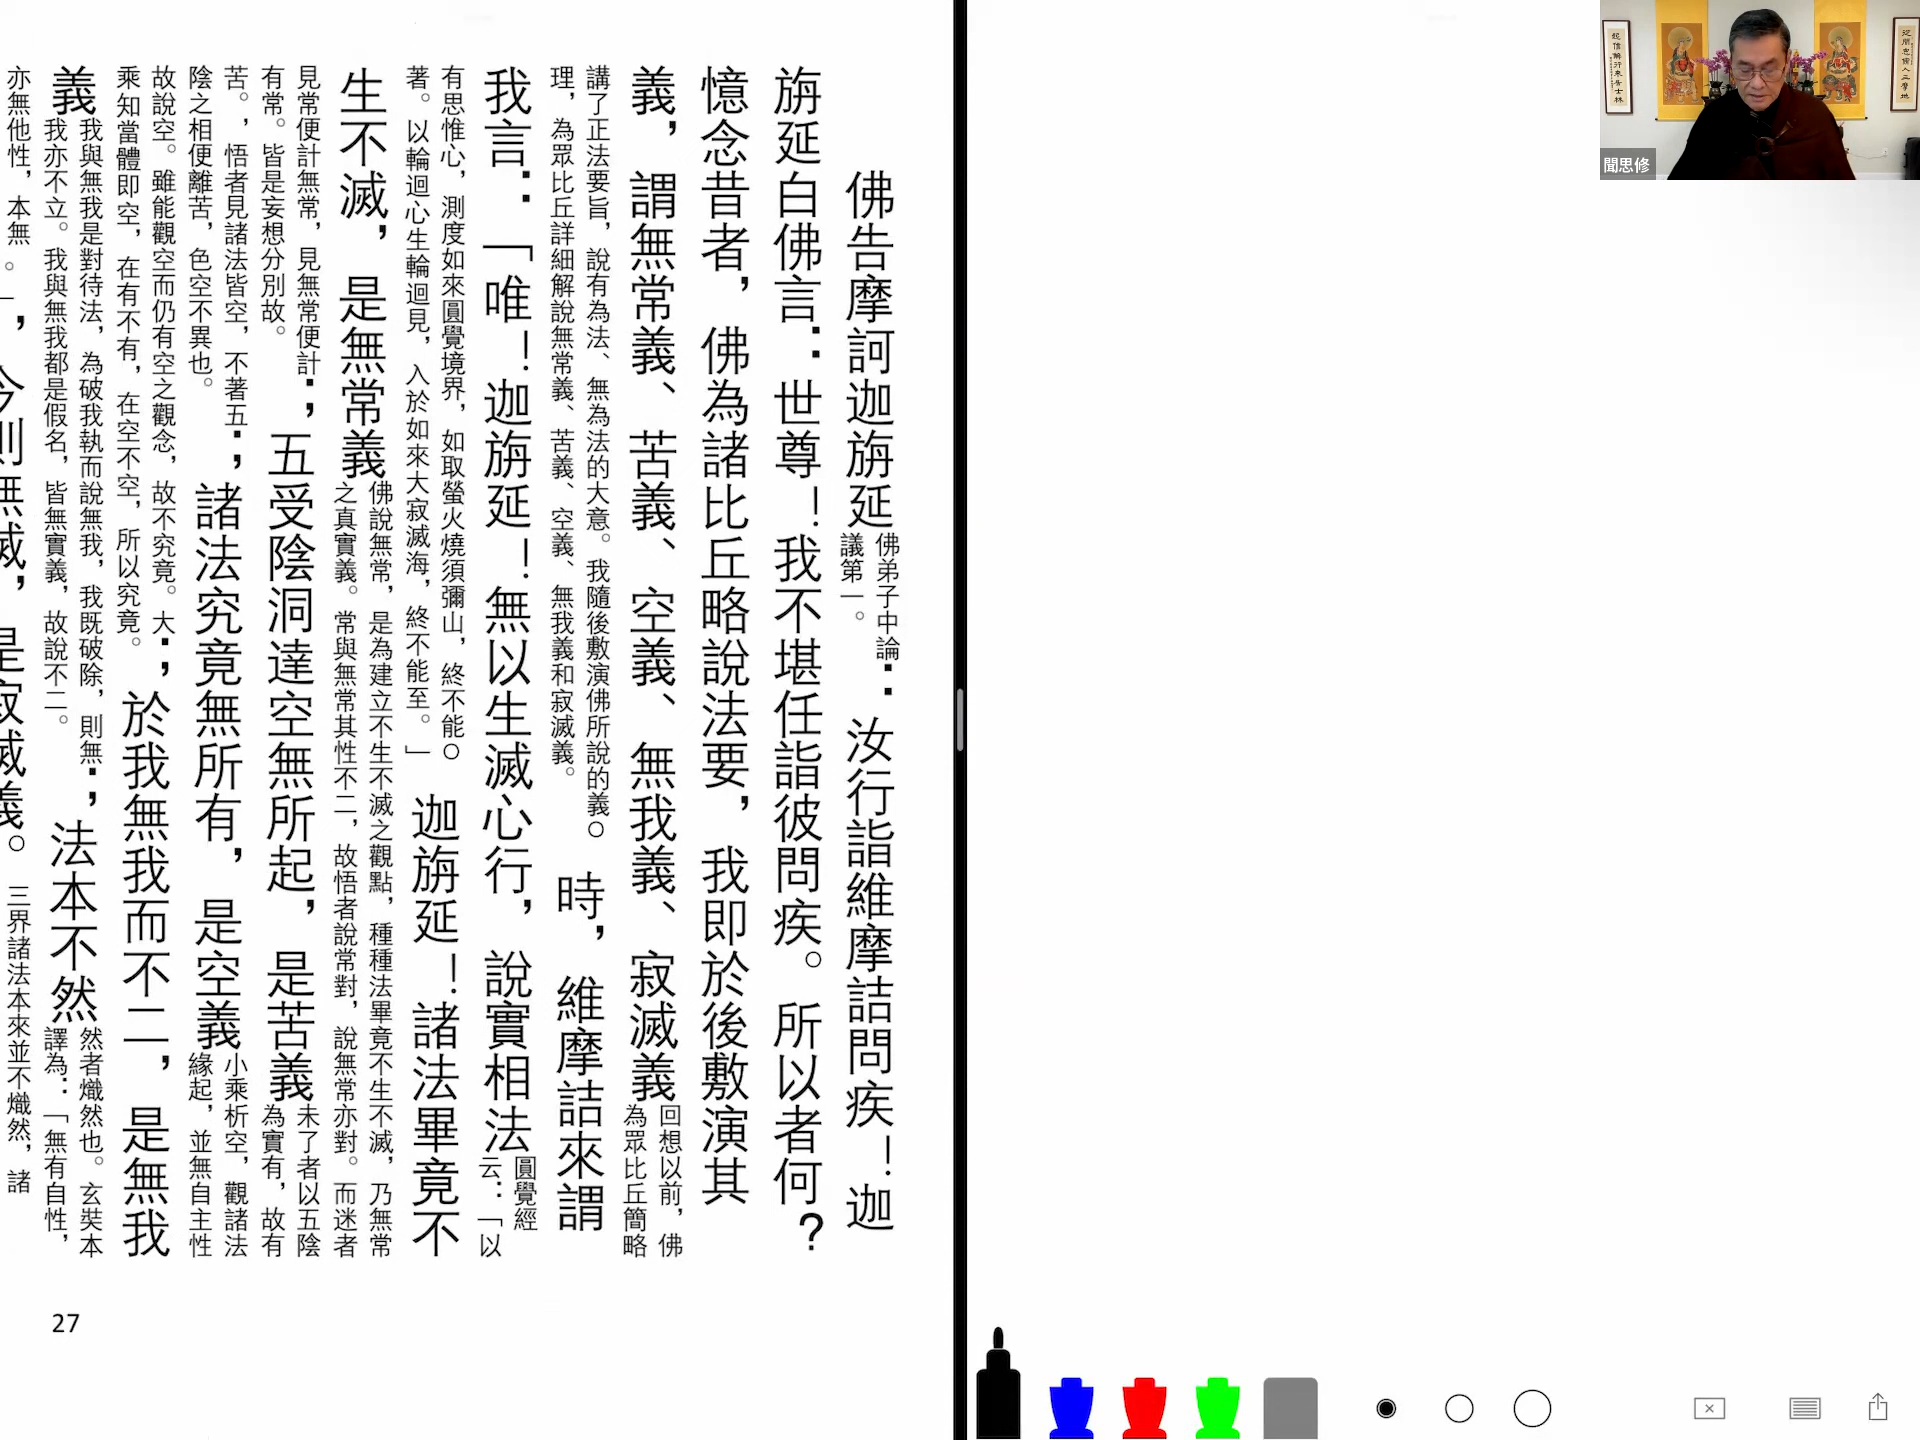 佛告摩訶迦旃延
佛弟子中論
議第一。
：汝行詣維摩詰問疾！迦
旃延白佛言：世尊！我不堪任詣彼問疾。所以者何？
憶念昔者，佛為諸比丘略說法要，我即於後敷演其
義，謂無常義、苦義、空義、無我義、寂滅義
回想以前，佛
為眾比丘簡略
講了正法要旨，說有為法、無為法的大意。我隨後敷演佛所說的義
理，為眾比丘詳細解說無常義、苦義、空義、無我義和寂滅義。
。時，維摩詰來謂
我言：「唯！迦旃延！無以生滅心行，說實相法
圓覺經
云：「以
有思惟心，測度如來圓覺境界，如取螢火燒須彌山，終不能
著。以輪迴心生輪迴見，入於如來大寂滅海，終不能至。」
。迦旃延！諸法畢竟不
生不滅，是無常義
佛說無常，是為建立不生不滅之觀點，種種法畢竟不生不滅，乃無常
之真實義。常與無常其性不二，故悟者說常對，說無常亦對。而迷者
見常便計無常，見無常便計
有常。皆是妄想分別故。
；五受陰洞達空無所起，是苦義
未了者以五陰
為實有，故有
苦。，悟者見諸法皆空，不著五
陰之相便離苦，色空不異也。
；諸法究竟無所有，是空義
小乘析空，觀諸法
緣起，並無自主性
故說空。雖能觀空而仍有空之觀念，故不究竟。大
乘知當體即空，在有不有，在空不空，所以究竟。
；於我無我而不二，是無我
義
我與無我是對待法，為破我執而說無我，我既破除，則無
我亦不立。我與無我都是假名，皆無實義，故說不二。
；法本不然
然者熾然也。玄奘本
譯為：「無有自性，
亦無他性，本無
。」
，今則無滅，是寂滅義。
三界諸法本來並不熾然，諸
27
聞思修